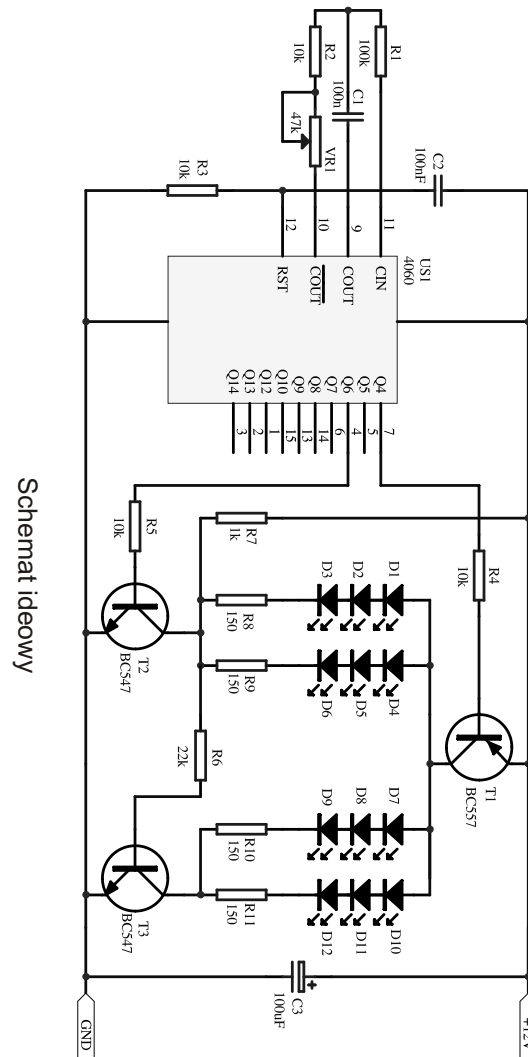 R1
100k
R2
10k
C1
100n
VR1
47k
C2
100nF
R3
10k
11
9
10
12
US1
4060
CIN
COUT
COUT
RST
Q4
Q5
Q6
Q7
Q8
Q9
Q10
Q12
Q13
Q14
7
5
4
6
14
13
15
1
2
3
R4
10k
R5
10k
R7
1k
D1
D2
D3
R8
150
D4
D5
D6
R9
150
T2
BC547
T1
BC557
R6
22k
D7
D8
D9
R10
150
D10
D11
D12
R11
150
T3
BC547
C3
100uF
+
+12V
GND
Schemat ideowy